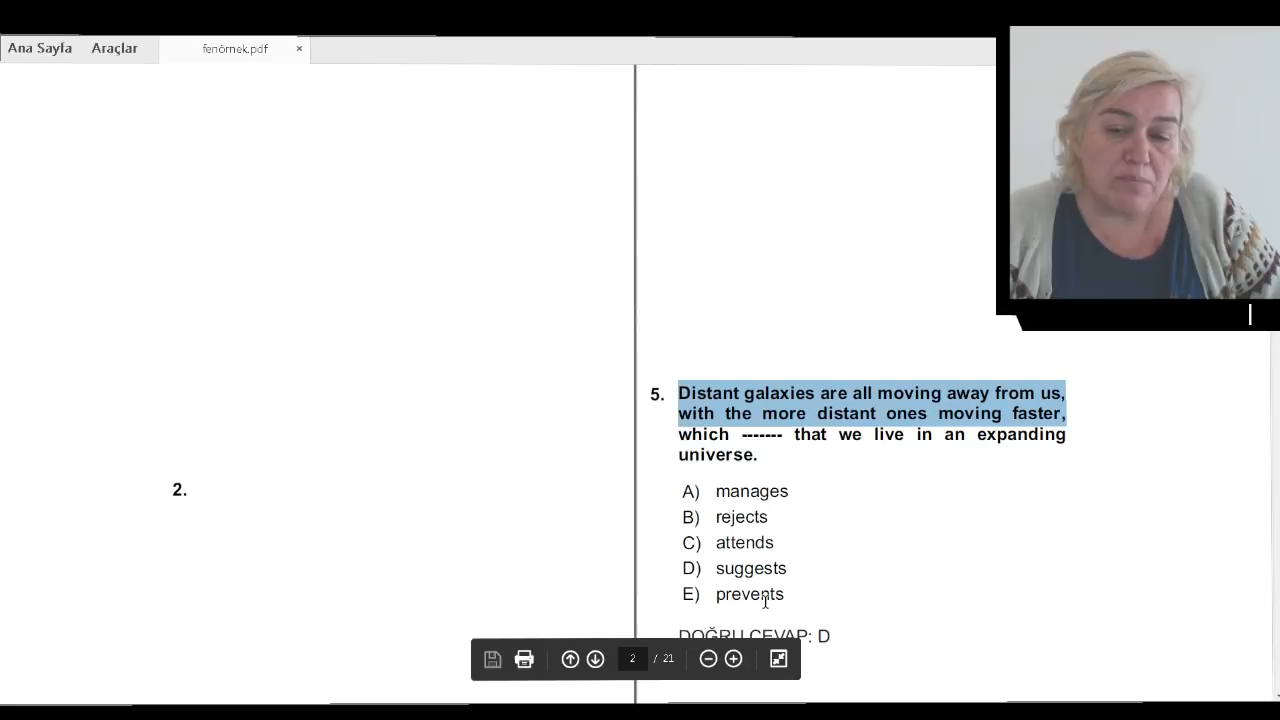 Ana Sayfa
Araçlar
fenörnek.pdf
×
2.
5. Distant galaxies are all moving away from us,
with the more distant ones moving faster,
which ------- that we live in an expanding
universe.
A) manages
B) rejects
C) attends
D) suggests
E) prevents
DOĞRU CEVAP: D
2 / 21